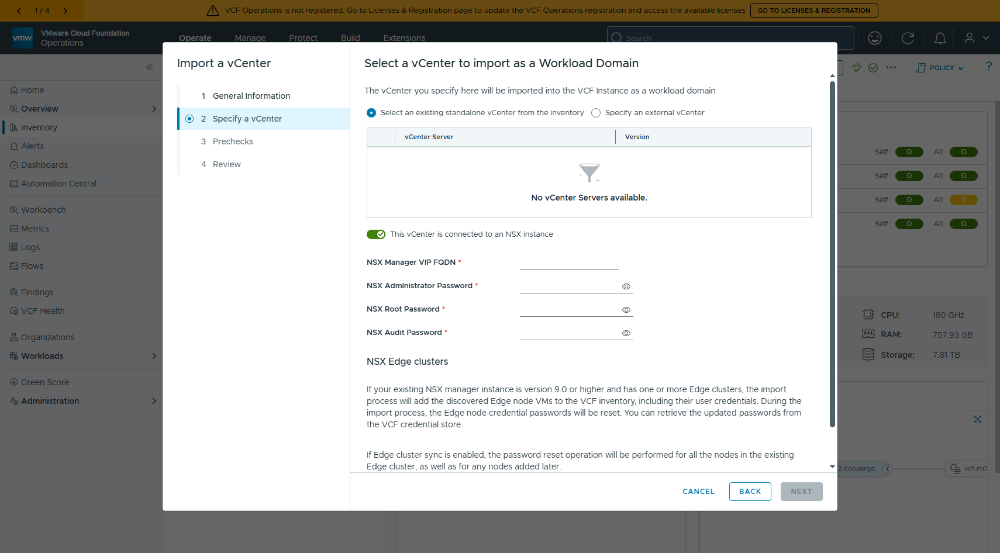 1 / 4
VCF Operations is not registered. Go to Licenses & Registration page to update the VCF Operations registration and access the available licenses
GO TO LICENSES & REGISTRATION
vmw
VMware Cloud Foundation
Operations
Operate
Manage
Protect
Build
Extensions
Search
POLICY
?
Home
Overview
Inventory
Alerts
Dashboards
Automation Central
Workbench
Metrics
Logs
Flows
Findings
VCF Health
Organizations
Workloads
Green Score
Administration
Import a vCenter
1 General Information
2 Specify a vCenter
3 Prechecks
4 Review
Select a vCenter to import as a Workload Domain
The vCenter you specify here will be imported into the VCF Instance as a workload domain
Select an existing standalone vCenter from the inventory
Specify an external vCenter
vCenter Server
Version
No vCenter Servers available.
This vCenter is connected to an NSX instance
NSX Manager VIP FQDN *
NSX Administrator Password *
NSX Root Password *
NSX Audit Password *
NSX Edge clusters
If your existing NSX manager instance is version 9.0 or higher and has one or more Edge clusters, the import
process will add the discovered Edge node VMs to the VCF inventory, including their user credentials. During the
import process, the Edge node credential passwords will be reset. You can retrieve the updated passwords from
the VCF credential store.
If Edge cluster sync is enabled, the password reset operation will be performed for all the nodes in the existing
Edge cluster, as well as for any nodes added later.
CANCEL
BACK
NEXT
Self 0 All 0
Self 0 All 0
Self 0 All 5
Self 0 All 0
CPU: 180 GHz
RAM: 757.93 GB
Storage: 7.81 TB
2-converge
vcf-m0